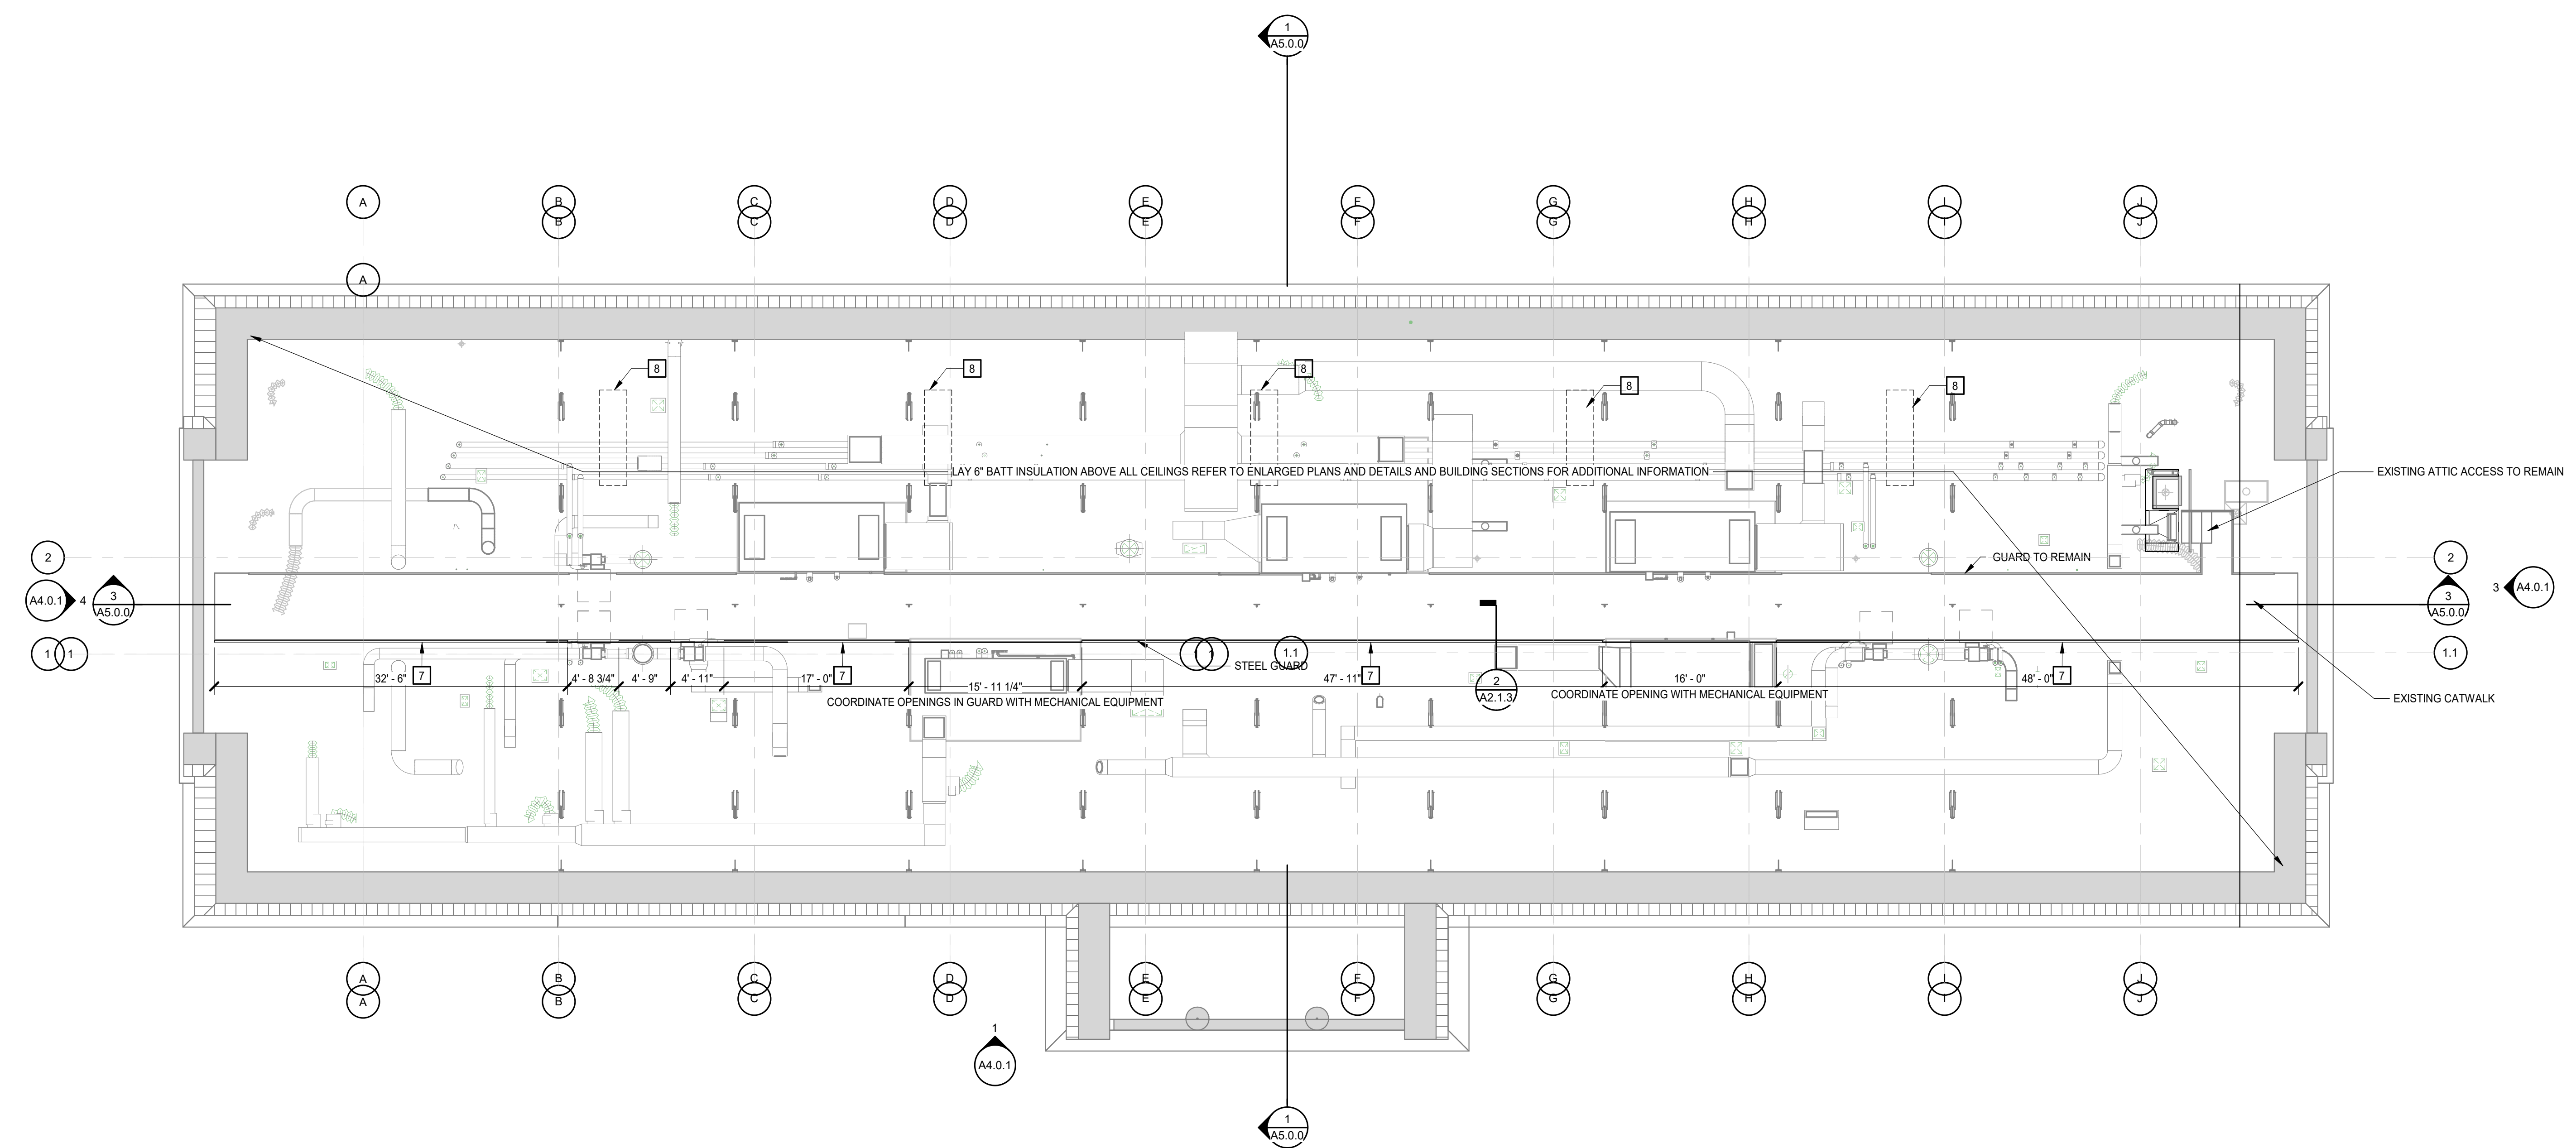 1
A5.0.0
A
B
C
D
E
F
G
H
I
J
B
C
D
E
F
G
H
I
J
A
8
8
8
8
8
LAY 6" BATT INSULATION ABOVE ALL CEILINGS REFER TO ENLARGED PLANS AND DETAILS AND BUILDING SECTIONS FOR ADDITIONAL INFORMATION
EXISTING ATTIC ACCESS TO REMAIN
2
GUARD TO REMAIN
2
A4.0.1
4
3
A5.0.0
3
A5.0.0
3
A4.0.1
1
1
1
1
1.1
1.1
STEEL GUARD
7
7
7
7
32' - 6"
4' - 8 3/4"
4' - 9"
4' - 11"
17' - 0"
15' - 11 1/4"
47' - 11"
16' - 0"
48' - 0"
2
A2.1.3
COORDINATE OPENINGS IN GUARD WITH MECHANICAL EQUIPMENT
COORDINATE OPENING WITH MECHANICAL EQUIPMENT
EXISTING CATWALK
A
B
C
D
E
F
G
H
I
J
A
B
C
D
E
F
G
H
I
J
1
A4.0.1
1
A5.0.0